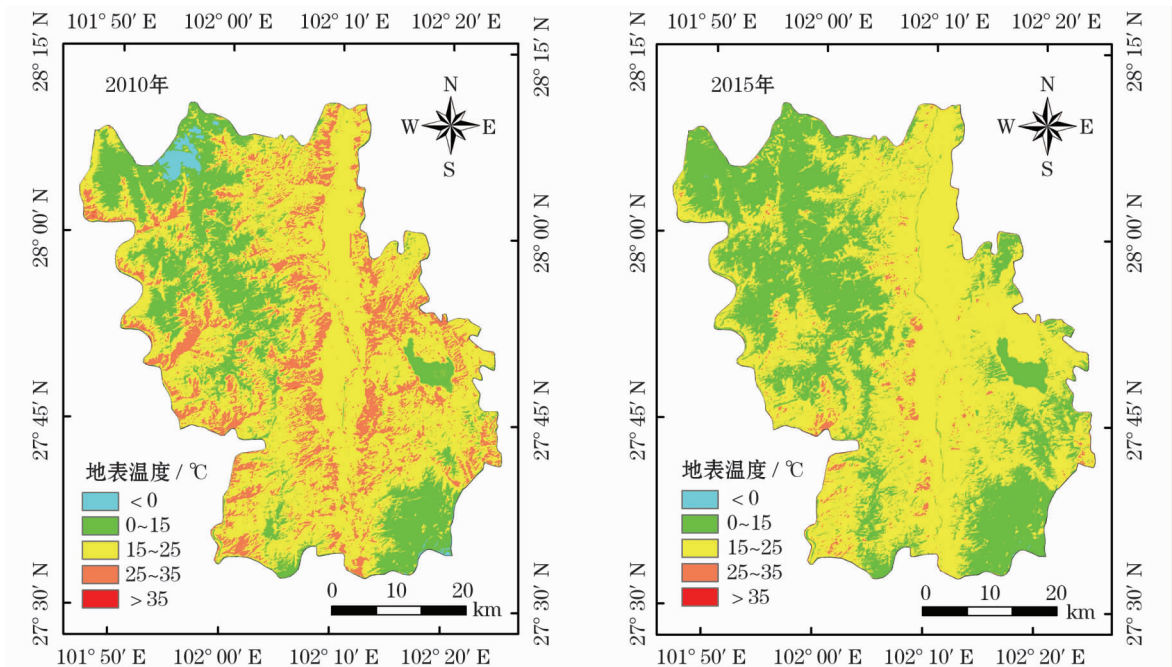 101° 50′ E 102° 00′ E 102° 10′ E 102° 20′ E
28° 15′ N
28° 00′ N
27° 45′ N
27° 30′ N
2010年
N
W E
S
地表温度 / ℃
<0
0~15
15~25
25~35
>35
0 10 20
km
101° 50′ E 102° 00′ E 102° 10′ E 102° 20′ E
101° 50′ E 102° 00′ E 102° 10′ E 102° 20′ E
28° 15′ N
28° 00′ N
27° 45′ N
27° 30′ N
28° 15′ N
28° 00′ N
27° 45′ N
27° 30′ N
2015年
N
W E
S
地表温度 / ℃
<0
0~15
15~25
25~35
>35
0 10 20
km
101° 50′ E 102° 00′ E 102° 10′ E 102° 20′ E
28° 15′ N
28° 00′ N
27° 45′ N
27° 30′ N